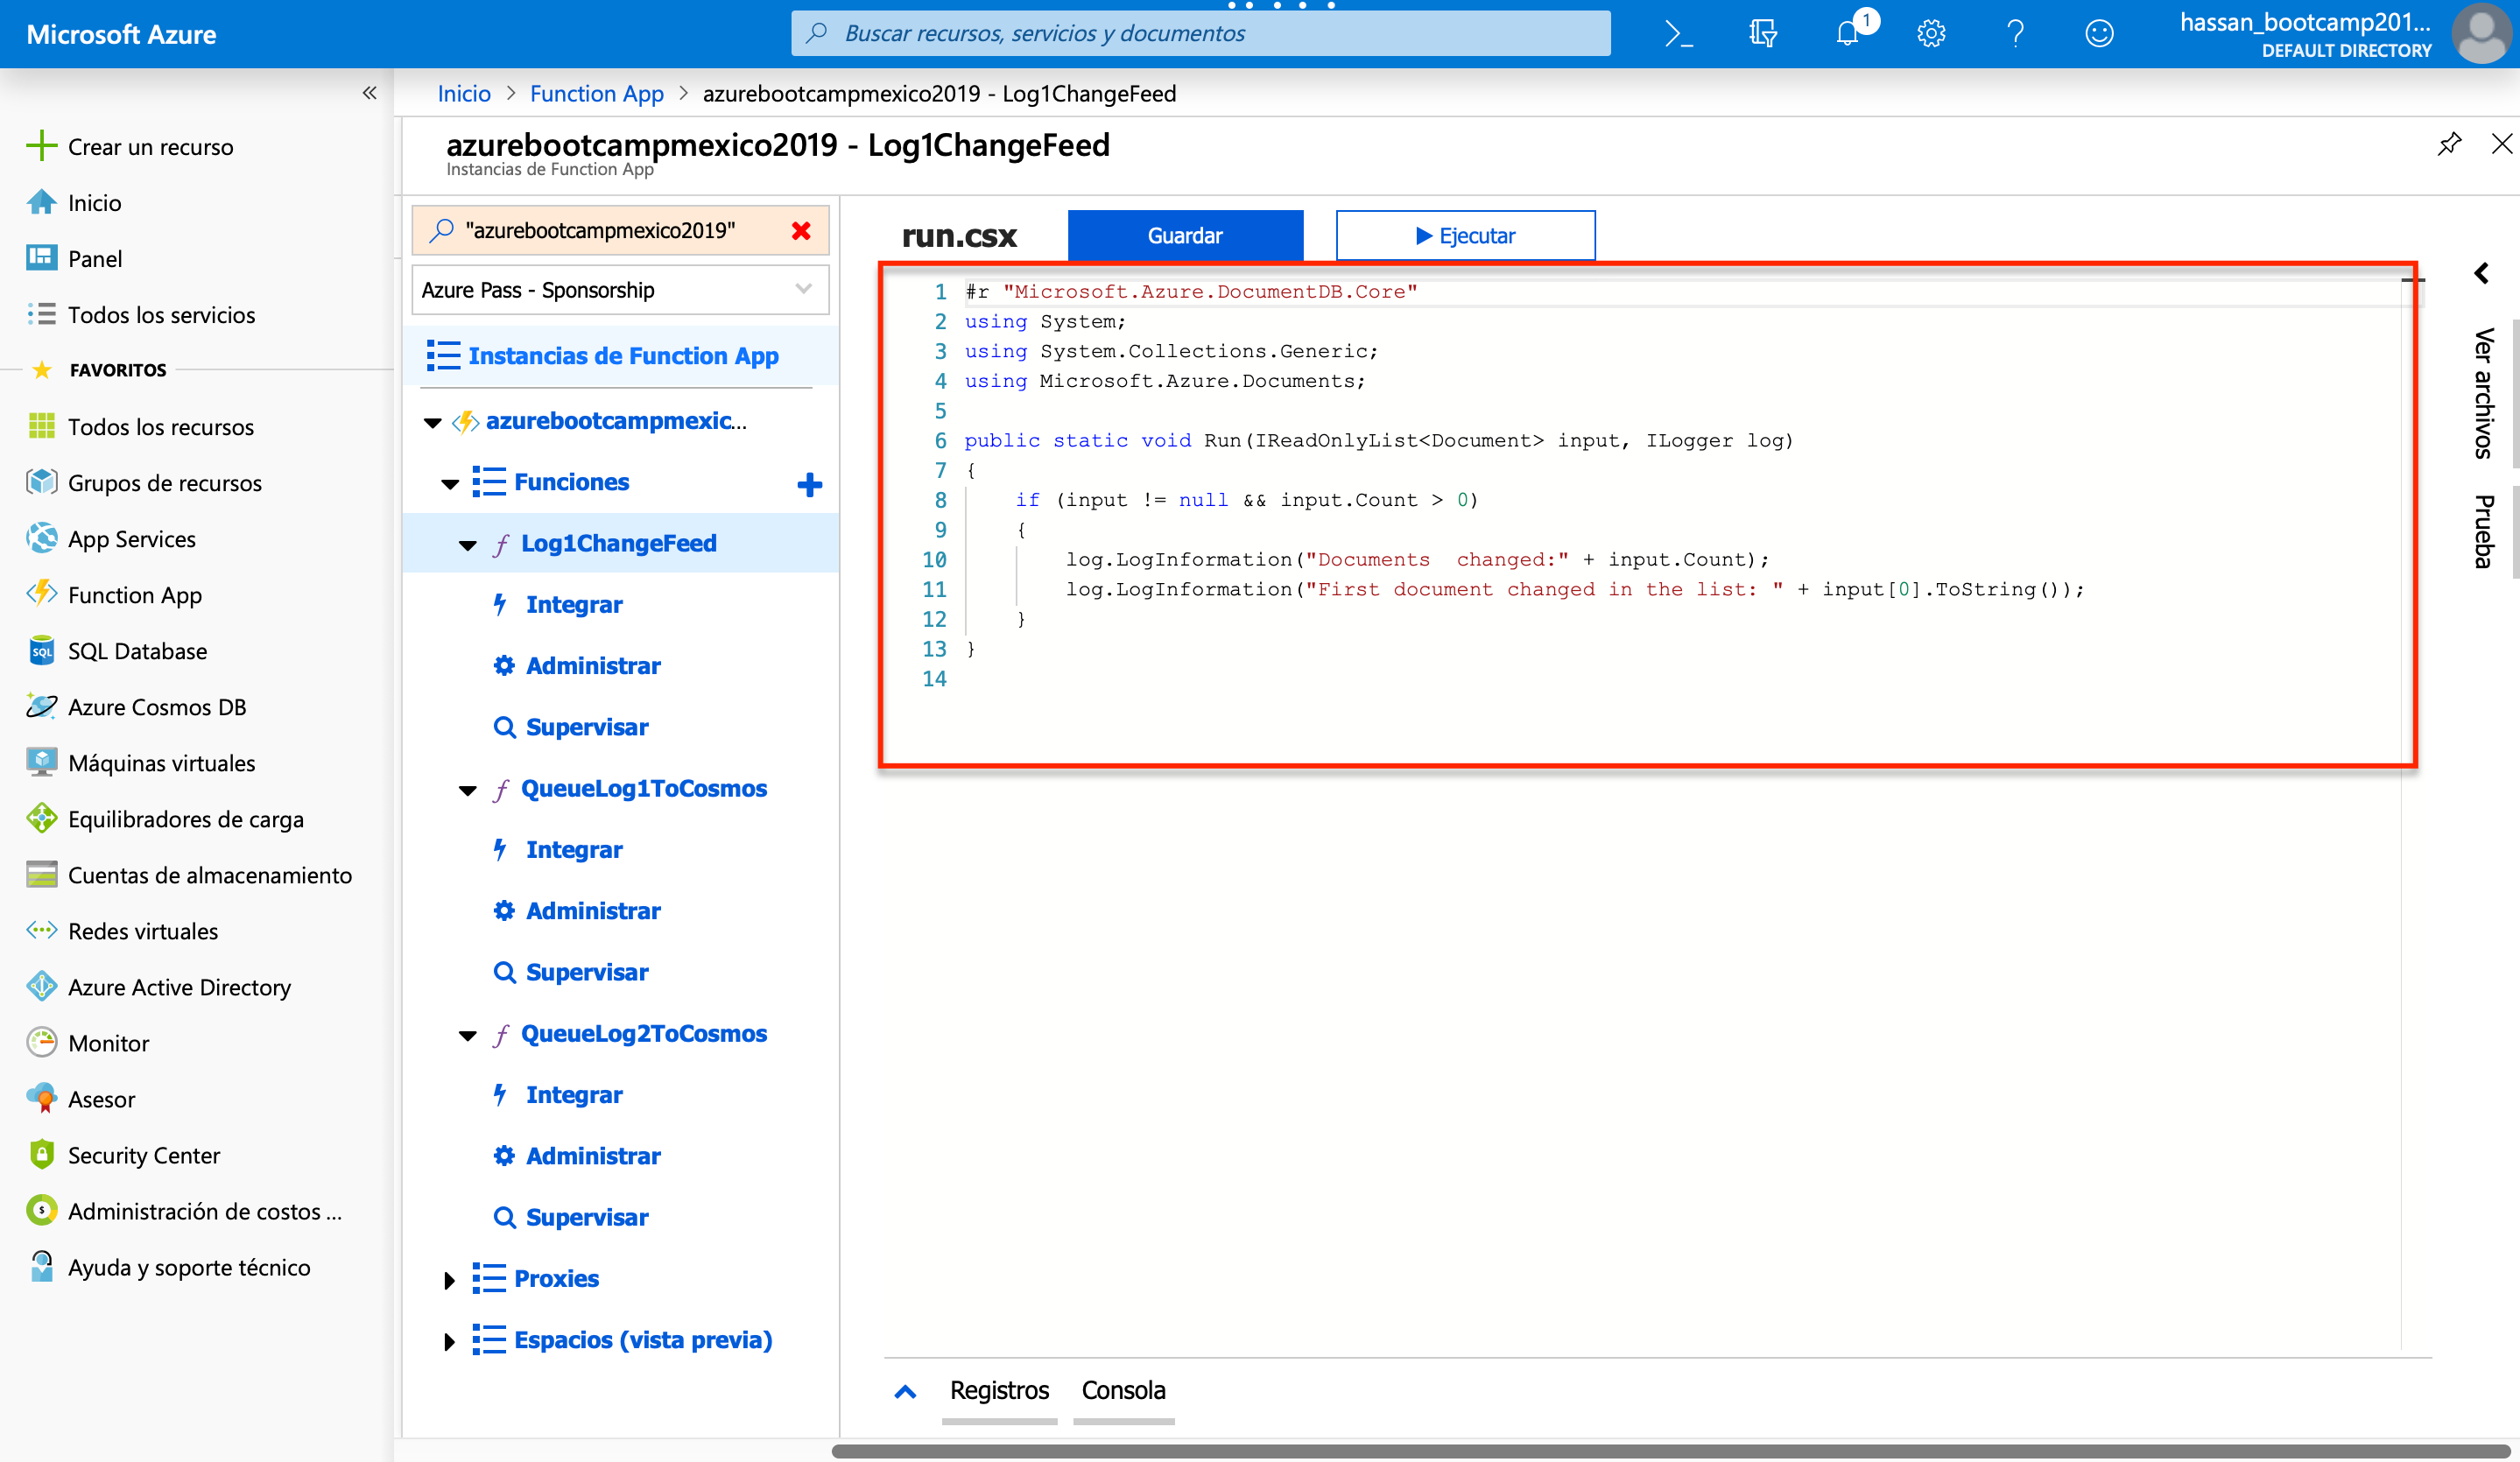 Microsoft Azure
Buscar recursos, servicios y documentos
1
hassan_bootcamp201...
DEFAULT DIRECTORY
«
Crear un recurso
Inicio
Panel
Todos los servicios
FAVORITOS
Todos los recursos
Grupos de recursos
App Services
Function App
SQL Database
Azure Cosmos DB
Máquinas virtuales
Equilibradores de carga
Cuentas de almacenamiento
Redes virtuales
Azure Active Directory
Monitor
Asesor
Security Center
Administración de costos ...
Ayuda y soporte técnico
Inicio > Function App > azurebootcampmexico2019 - Log1ChangeFeed
azurebootcampmexico2019 - Log1ChangeFeed
Instancias de Function App
"azurebootcampmexico2019"
Azure Pass - Sponsorship
Instancias de Function App
azurebootcampmexic...
Funciones
Log1ChangeFeed
Integrar
Administrar
Supervisar
QueueLog1ToCosmos
Integrar
Administrar
Supervisar
QueueLog2ToCosmos
Integrar
Administrar
Supervisar
Proxies
Espacios (vista previa)
run.csx
Guardar
Ejecutar
1 #r "Microsoft.Azure.DocumentDB.Core"
2 using System;
3 using System.Collections.Generic;
4 using Microsoft.Azure.Documents;
5
6 public static void Run(IReadOnlyList<Document> input, ILogger log)
7 {
8     if (input != null && input.Count > 0)
9     {
10         log.LogInformation("Documents  changed:" + input.Count);
11         log.LogInformation("First document changed in the list: " + input[0].ToString());
12     }
13 }
14
Ver archivos
Prueba
Registros
Consola